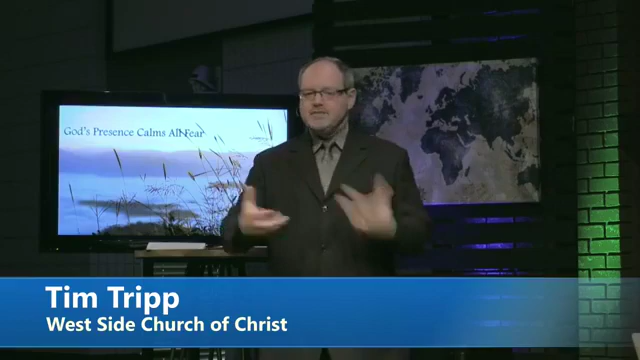 God's Presence Calms All Fear
Tim Tripp
West Side Church of Christ